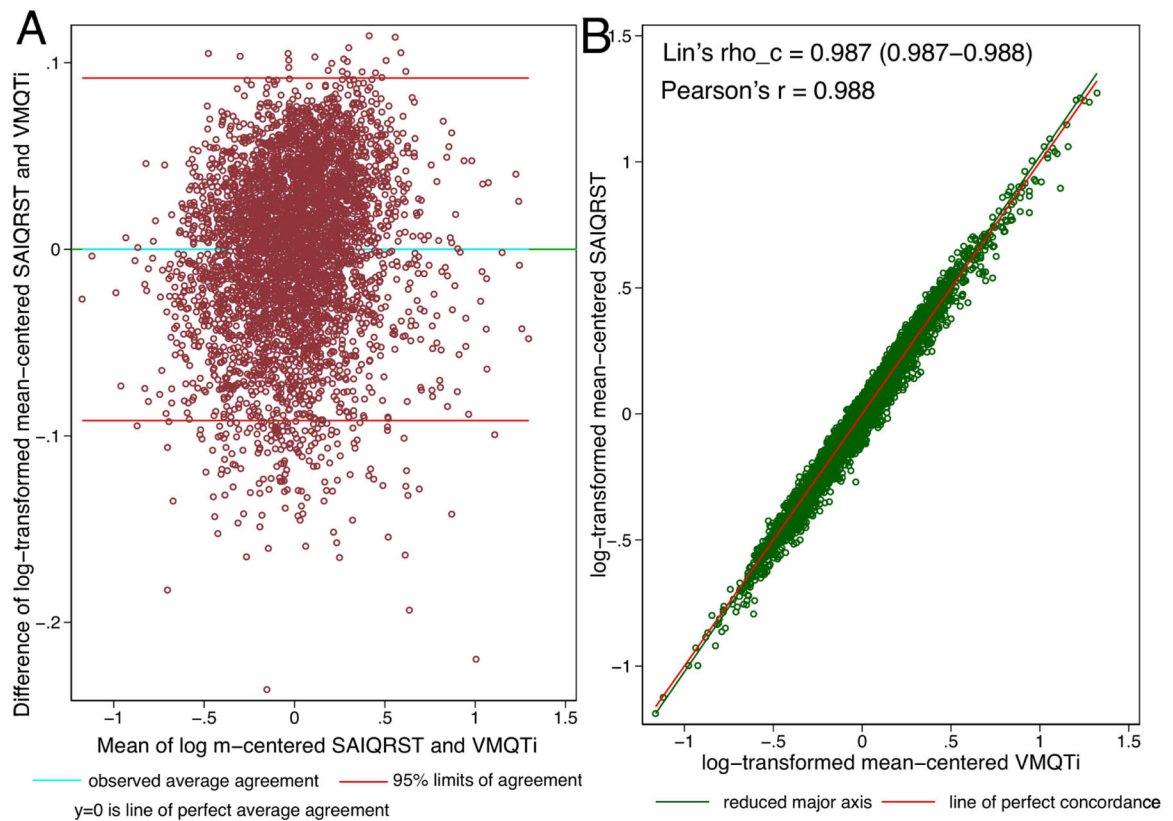 A
Difference of log-transformed mean-centered SAIQRST and VMQTi
.1
0
-.1
-.2
-1
-.5
0
.5
1
1.5
Mean of log m-centered SAIQRST and VMQTi
observed average agreement
95% limits of agreement
y=0 is line of perfect average agreement
B
Lin's rho_c = 0.987 (0.987-0.988)
Pearson's r = 0.988
log-transformed mean-centered SAIQRST
1.5
1
.5
0
-.5
-1
-1
-.5
0
.5
1
1.5
log-transformed mean-centered VMQTi
reduced major axis
line of perfect concordance